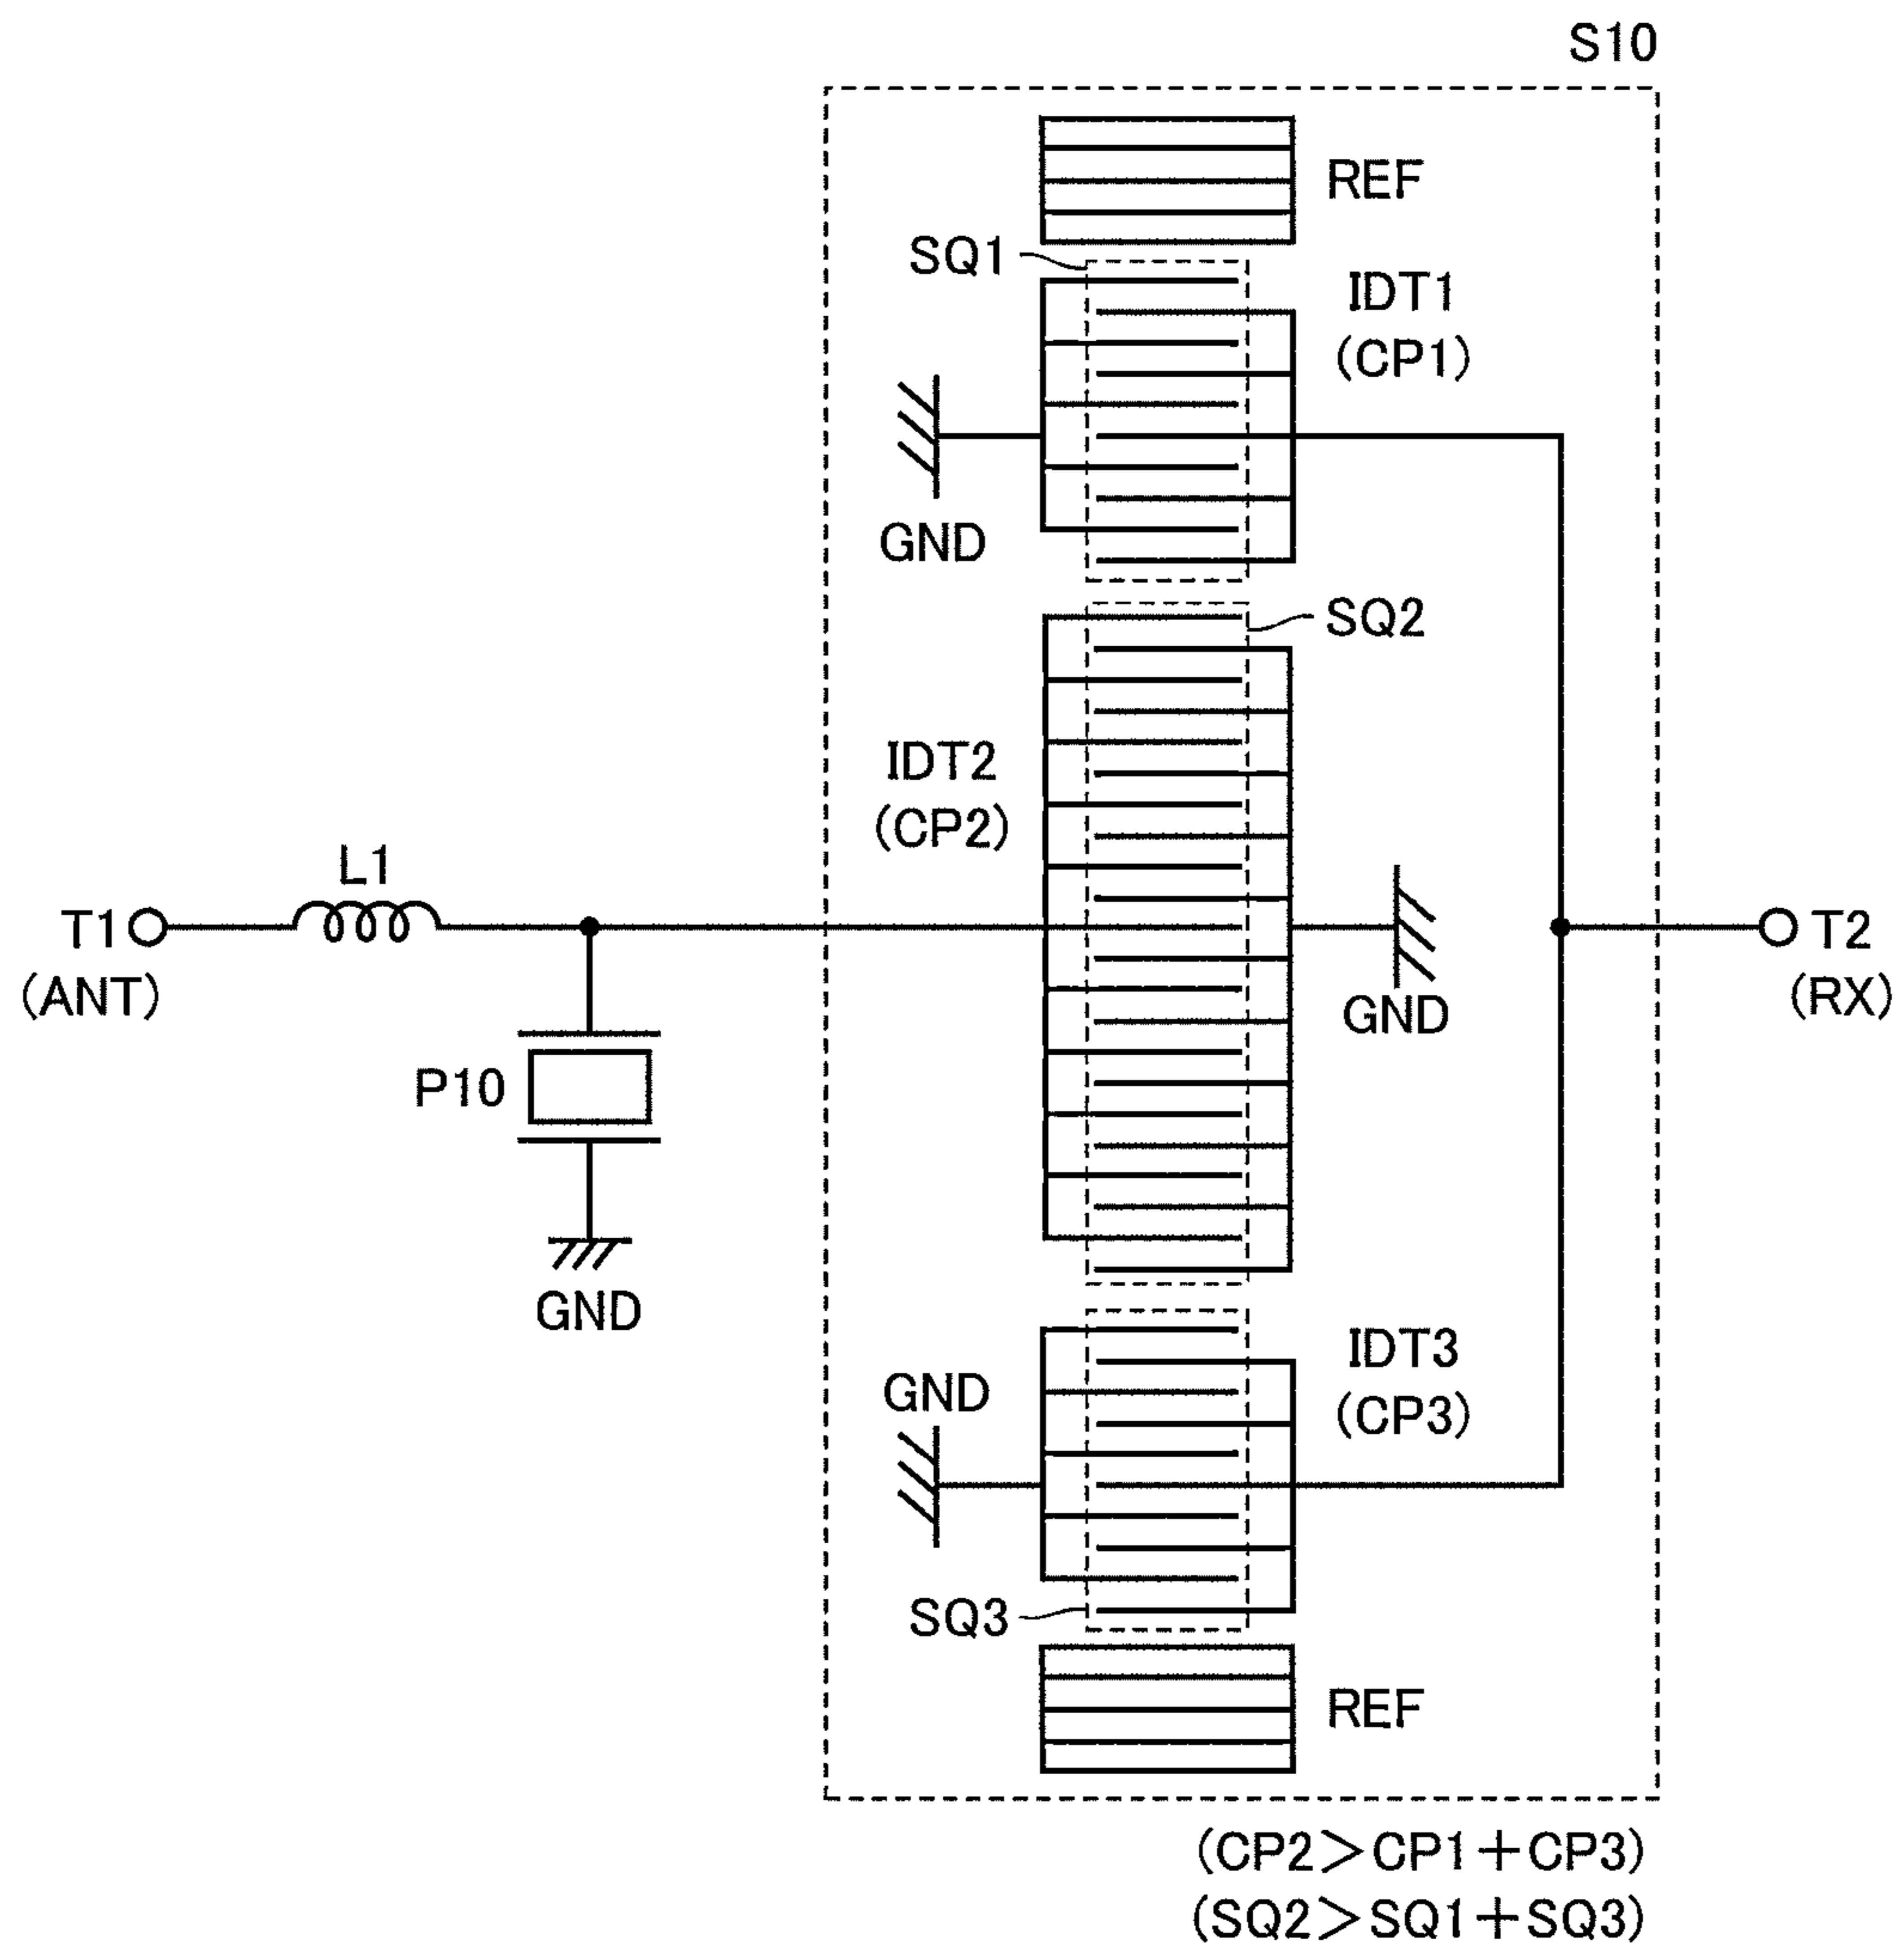 S10
REF
SQ1
IDT1
(CP1)
GND
SQ2
IDT2
(CP2)
L1
T1
(ANT)
T2
(RX)
GND
P10
GND
IDT3
(CP3)
GND
SQ3
REF
(CP2>CP1+CP3)
(SQ2>SQ1+SQ3)